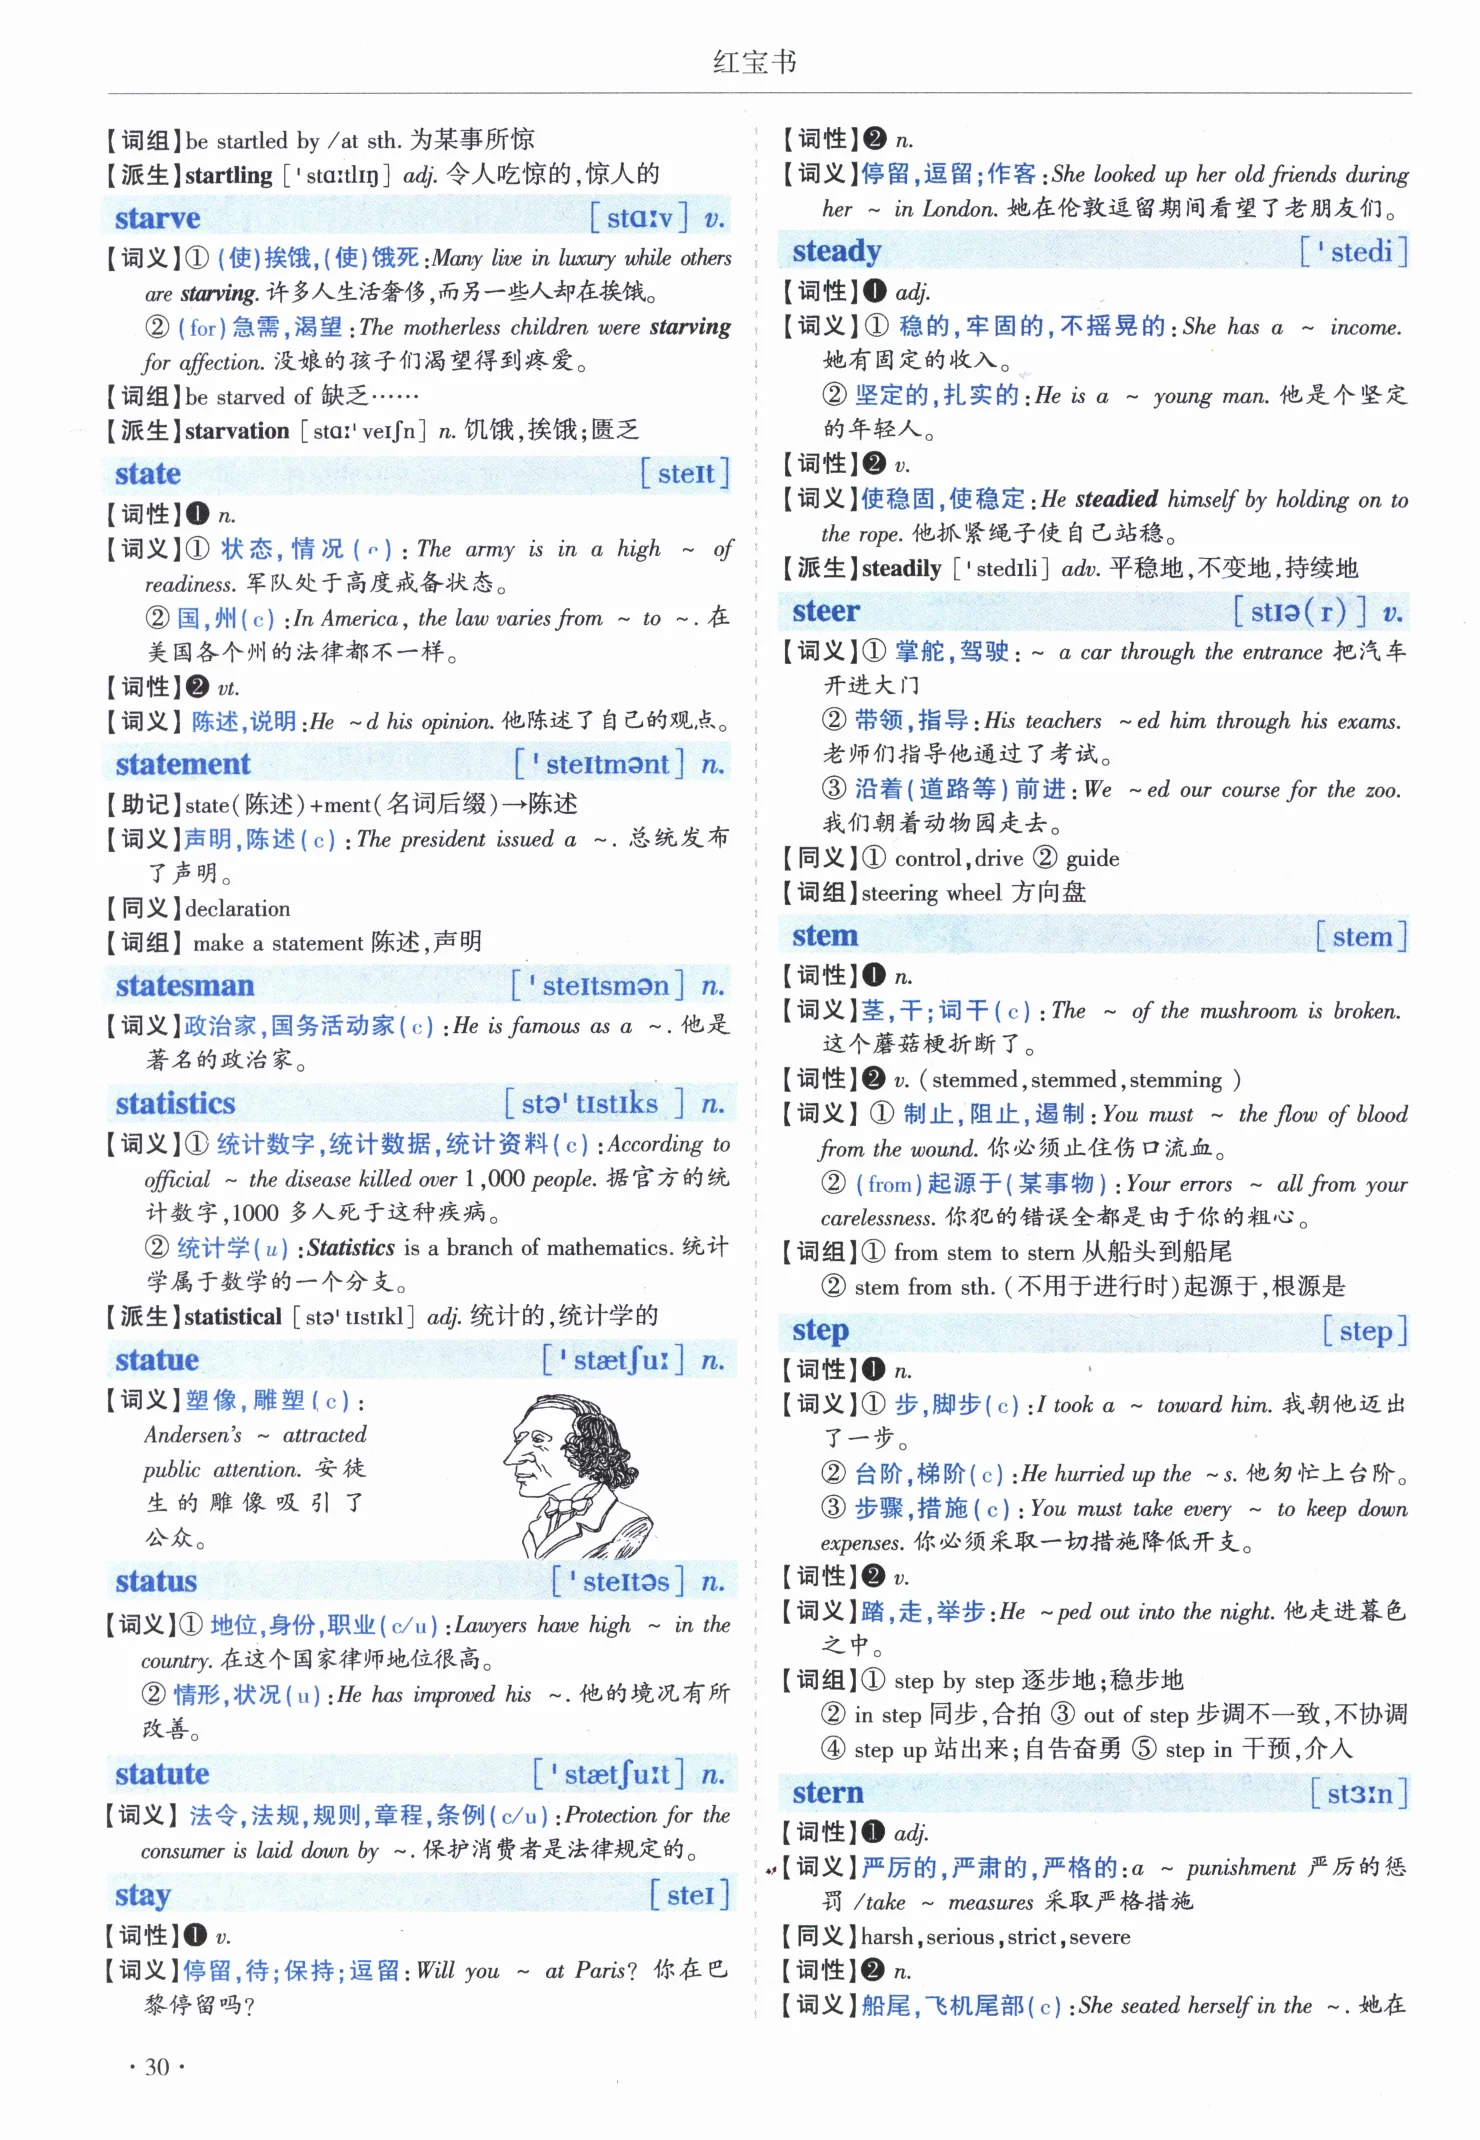 红宝书
【词组】be startled by /at sth. 为某事所惊
【派生】startling [ˈstɑːtlɪŋ] adj. 令人吃惊的,惊人的
starve [stɑːv] v.
【词义】① (使)挨饿,(使)饿死:Many live in luxury while others
are starving. 许多人生活奢侈,而另一些人却在挨饿。
② (for)急需,渴望:The motherless children were starving
for affection. 没娘的孩子们渴望得到疼爱。
【词组】be starved of 缺乏……
【派生】starvation [stɑːˈveɪʃn] n. 饥饿,挨饿;匮乏
state [steɪt]
【词性】❶ n.
【词义】① 状态,情况( ):The army is in a high ~ of
readiness. 军队处于高度戒备状态。
② 国,州(c):In America, the law varies from ~ to ~. 在
美国各个州的法律都不一样。
【词性】❷ vt.
【词义】 陈述,说明:He ~d his opinion. 他陈述了自己的观点。
statement [ˈsteɪtmənt] n.
【助记】state(陈述)+ment(名词后缀)→陈述
【词义】声明,陈述(c):The president issued a ~. 总统发布
了声明。
【同义】declaration
【词组】 make a statement 陈述,声明
statesman [ˈsteɪtsmən] n.
【词义】政治家,国务活动家(c):He is famous as a ~. 他是
著名的政治家。
statistics [stəˈtɪstɪks ] n.
【词义】① 统计数字,统计数据,统计资料(c):According to
official ~ the disease killed over 1,000 people. 据官方的统
计数字,1000 多人死于这种疾病。
② 统计学(u):Statistics is a branch of mathematics. 统计
学属于数学的一个分支。
【派生】statistical [stəˈtɪstɪkl] adj. 统计的,统计学的
statue [ˈstætʃuː] n.
【词义】塑像,雕塑(c):
Andersen's ~ attracted
public attention. 安徒
生的雕像吸引了
公众。
status [ˈsteɪtəs] n.
【词义】① 地位,身份,职业(c/u):Lawyers have high ~ in the
country. 在这个国家律师地位很高。
② 情形,状况(u):He has improved his ~. 他的境况有所
改善。
statute [ˈstætʃuːt] n.
【词义】 法令,法规,规则,章程,条例(c/u):Protection for the
consumer is laid down by ~. 保护消费者是法律规定的。
stay [steɪ]
【词性】❶ v.
【词义】停留,待;保持;逗留:Will you ~ at Paris? 你在巴
黎停留吗?
· 30 ·
【词性】❷ n.
【词义】停留,逗留;作客:She looked up her old friends during
her ~ in London. 她在伦敦逗留期间看望了老朋友们。
steady [ˈstedi]
【词性】❶ adj.
【词义】① 稳的,牢固的,不摇晃的:She has a ~ income.
她有固定的收入。
② 坚定的,扎实的:He is a ~ young man. 他是个坚定
的年轻人。
【词性】❷ v.
【词义】使稳固,使稳定:He steadied himself by holding on to
the rope. 他抓紧绳子使自己站稳。
【派生】steadily [ˈstedɪli] adv. 平稳地,不变地,持续地
steer [stɪə(r)] v.
【词义】① 掌舵,驾驶: ~ a car through the entrance 把汽车
开进大门
② 带领,指导:His teachers ~ed him through his exams.
老师们指导他通过了考试。
③ 沿着(道路等)前进:We ~ed our course for the zoo.
我们朝着动物园走去。
【同义】① control,drive ② guide
【词组】steering wheel 方向盘
stem [stem]
【词性】❶ n.
【词义】茎,干;词干(c):The ~ of the mushroom is broken.
这个蘑菇梗折断了。
【词性】❷ v. (stemmed,stemmed,stemming )
【词义】 ① 制止,阻止,遏制:You must ~ the flow of blood
from the wound. 你必须止住伤口流血。
② (from)起源于(某事物):Your errors ~ all from your
carelessness. 你犯的错误全都是由于你的粗心。
【词组】① from stem to stern 从船头到船尾
② stem from sth. (不用于进行时)起源于,根源是
step [step]
【词性】❶ n.
【词义】① 步,脚步(c):I took a ~ toward him. 我朝他迈出
了一步。
② 台阶,梯阶(c):He hurried up the ~s. 他匆忙上台阶。
③ 步骤,措施(c):You must take every ~ to keep down
expenses. 你必须采取一切措施降低开支。
【词性】❷ v.
【词义】踏,走,举步:He ~ped out into the night. 他走进暮色
之中。
【词组】① step by step 逐步地;稳步地
② in step 同步,合拍 ③ out of step 步调不一致,不协调
④ step up 站出来;自告奋勇 ⑤ step in 干预,介入
stern [stɜːn]
【词性】❶ adj.
【词义】严厉的,严肃的,严格的:a ~ punishment 严厉的惩
罚 /take ~ measures 采取严格措施
【同义】harsh,serious,strict,severe
【词性】❷ n.
【词义】船尾,飞机尾部(c):She seated herself in the ~. 她在